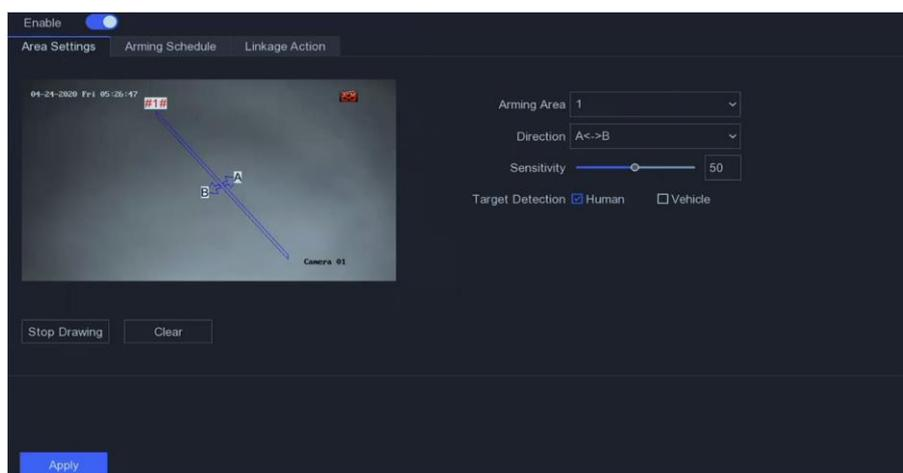 Enable
Area Settings Arming Schedule Linkage Action
04-24-2020 Fri 05:26:47
#1#
A
B
Camera 01
Arming Area 1
Direction A<->B
Sensitivity 50
Target Detection Human Vehicle
Stop Drawing Clear
Apply